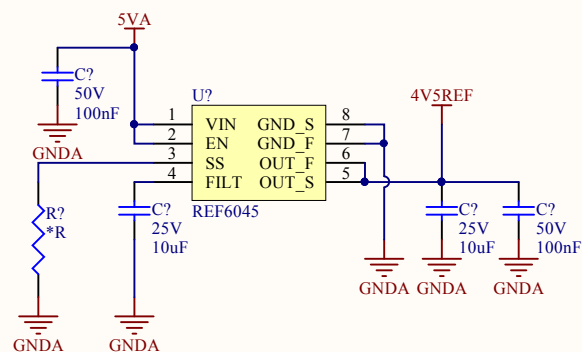 5VA
C?
50V
100nF
GNDA
U?
1 VIN GND_S 8
2 EN GND_F 7
3 SS OUT_F 6
4 FILT OUT_S 5
REF6045
4V5REF
R?
*R
GNDA
C?
25V
10uF
GNDA
GNDA
C?
25V
10uF
GNDA
C?
50V
100nF
GNDA